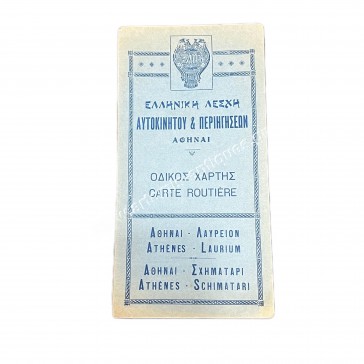 ΕΛΛΗΝΙΚΗ ΛΕΣΧΗ
ΑΥΤΟΚΙΝΗΤΟΥ & ΠΕΡΙΗΓΗΣΕΩΝ
ΑΘΗΝΑΙ
ΟΔΙΚΟΣ ΧΑΡΤΗΣ
CARTE ROUTIÈRE
ΑΘΗΝΑΙ - ΛΑΥΡΕΙΟΝ
ATHÈNES - LAURIUM
ΑΘΗΝΑΙ - ΣΧΗΜΑΤΑΡΙ
ATHÈNES - SCHIMATARI